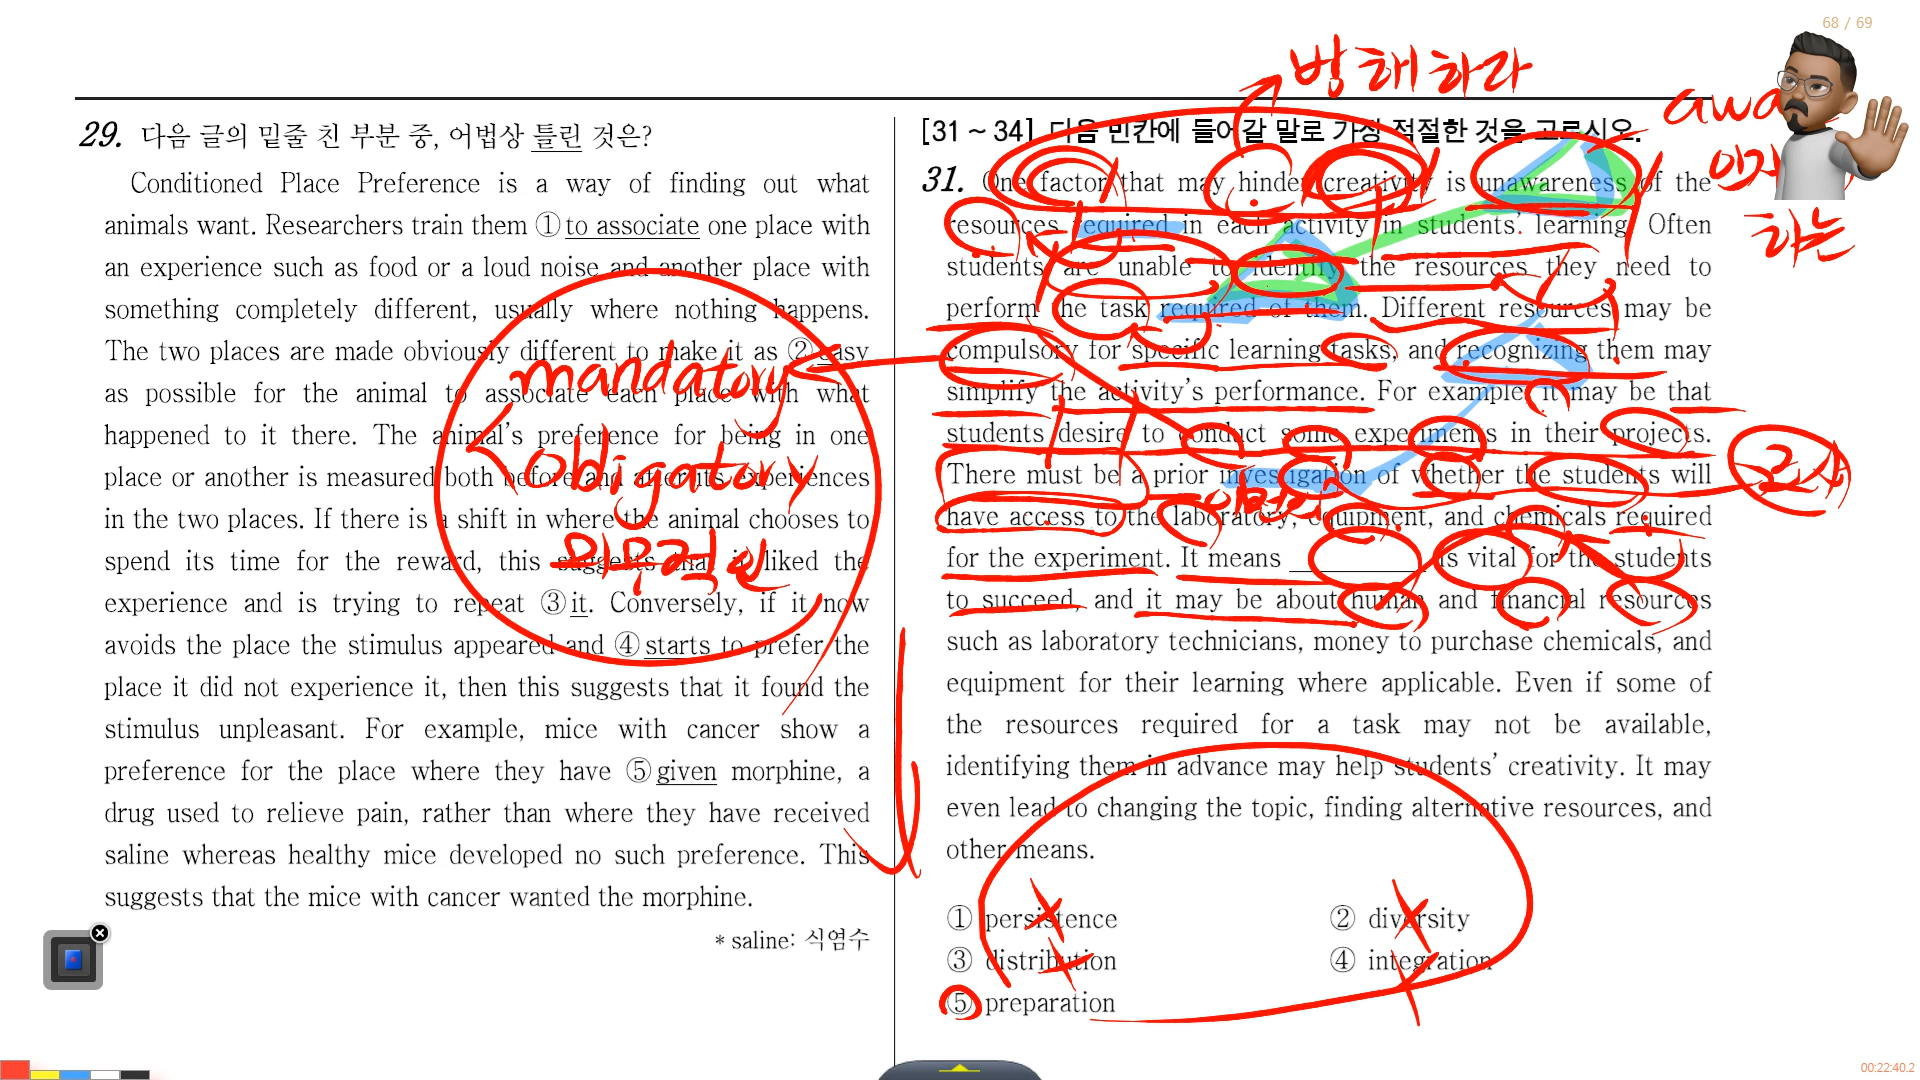 68 / 69
29. 다음 글의 밑줄 친 부분 중, 어법상 틀린 것은?
Conditioned Place Preference is a way of finding out what
animals want. Researchers train them ① to associate one place with
an experience such as food or a loud noise and another place with
something completely different, usually where nothing happens.
The two places are made obviously different to make it as ② easy
as possible for the animal to associate each place with what
happened to it there. The animal's preference for being in one
place or another is measured both before and after its experiences
in the two places. If there is a shift in where the animal chooses to
spend its time for the reward, this suggests that it liked the
experience and is trying to repeat ③ it. Conversely, if it now
avoids the place the stimulus appeared and ④ starts to prefer the
place it did not experience it, then this suggests that it found the
stimulus unpleasant. For example, mice with cancer show a
preference for the place where they have ⑤ given morphine, a
drug used to relieve pain, rather than where they have received
saline whereas healthy mice developed no such preference. This
suggests that the mice with cancer wanted the morphine.
* saline: 식염수
mandatory
obligatory
의무적인
방해하라
[31 ~ 34] 다음 빈칸에 들어갈 말로 가장 적절한 것을 고르시오.
awa
인지
하는
31. One factor that may hinder creativity is unawareness of the
resources required in each activity in students' learning. Often
students are unable to identify the resources they need to
perform the task required of them. Different resources may be
compulsory for specific learning tasks, and recognizing them may
simplify the activity's performance. For example, it may be that
students desire to conduct some experiments in their projects.
There must be a prior investigation of whether the students will
have access to the laboratory, equipment, and chemicals required
for the experiment. It means ________ is vital for the students
to succeed, and it may be about human and financial resources
such as laboratory technicians, money to purchase chemicals, and
equipment for their learning where applicable. Even if some of
the resources required for a task may not be available,
identifying them in advance may help students' creativity. It may
even lead to changing the topic, finding alternative resources, and
other means.
조사
① persistence ② diversity
③ distribution ④ integration
⑤ preparation
00:22:40.2